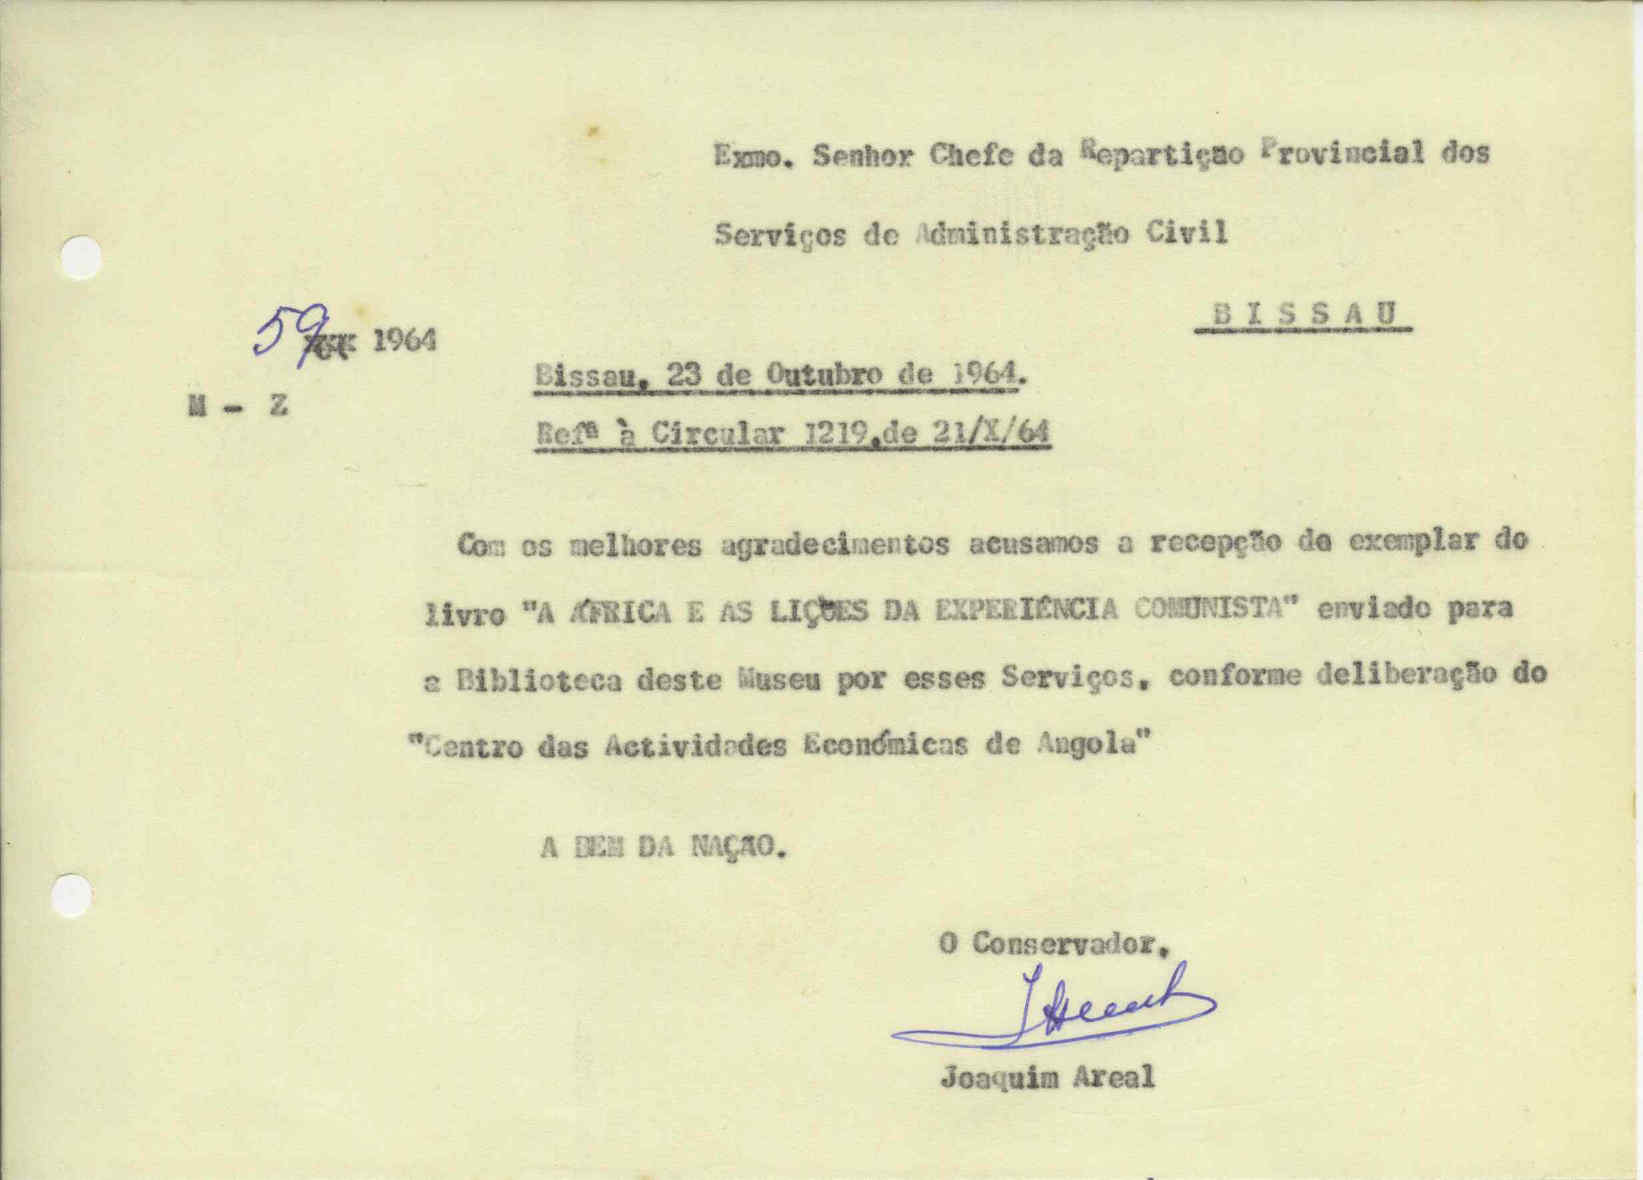 Exmo. Senhor Chefe da Repartição Provincial dos
Serviços de Administração Civil
B I S S A U
59/ 1964
M - Z
Bissau, 23 de Outubro de 1964.
Refª à Circular 1219,de 21/X/64
Com os melhores agradecimentos acusamos a recepção do exemplar do
livro "A ÁFRICA E AS LIÇÕES DA EXPERIÊNCIA COMUNISTA" enviado para
a Biblioteca deste Museu por esses Serviços, conforme deliberação do
"Centro das Actividades Económicas de Angola"
A BEM DA NAÇÃO.
O Conservador,
Joaquim Areal